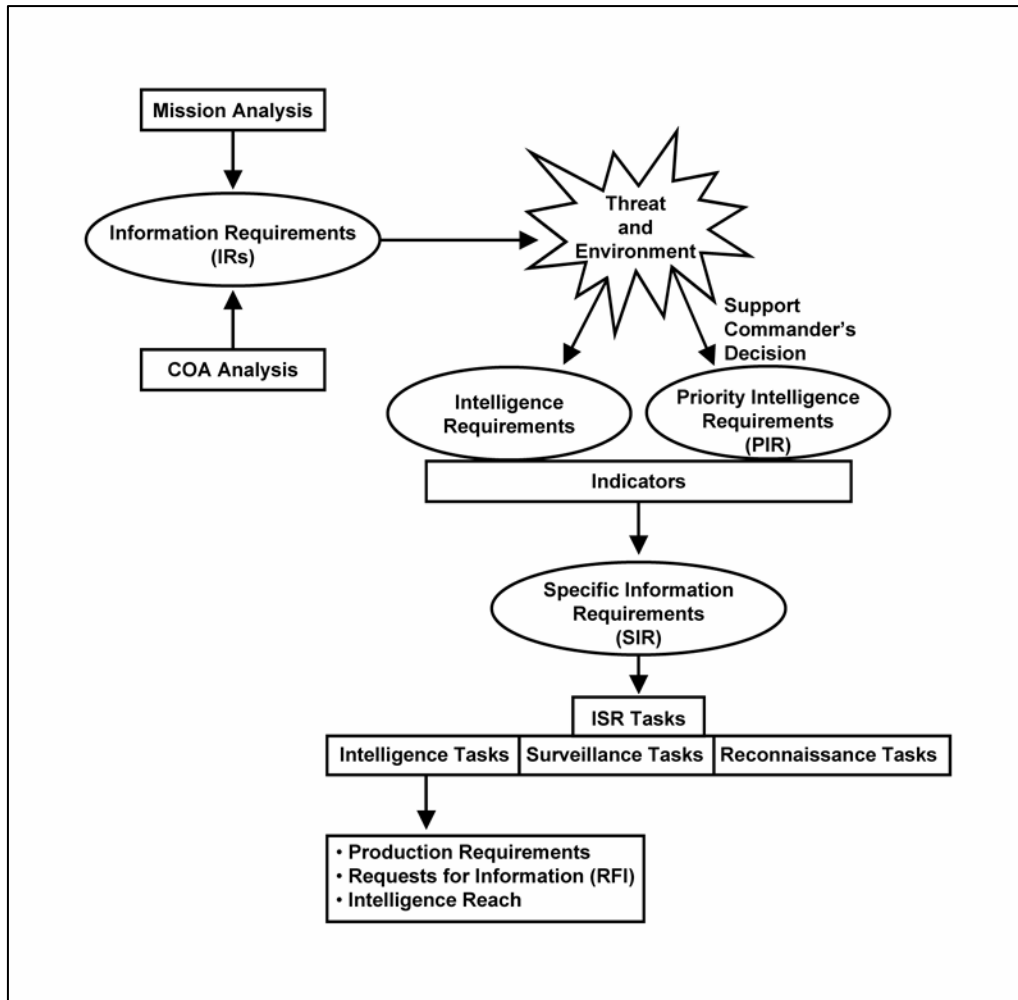 Mission Analysis
Information Requirements
(IRs)
COA Analysis
Threat
and
Environment
Support
Commander's
Decision
Intelligence
Requirements
Priority Intelligence
Requirements
(PIR)
Indicators
Specific Information
Requirements
(SIR)
ISR Tasks
Intelligence Tasks
Surveillance Tasks
Reconnaissance Tasks
• Production Requirements
• Requests for Information (RFI)
• Intelligence Reach